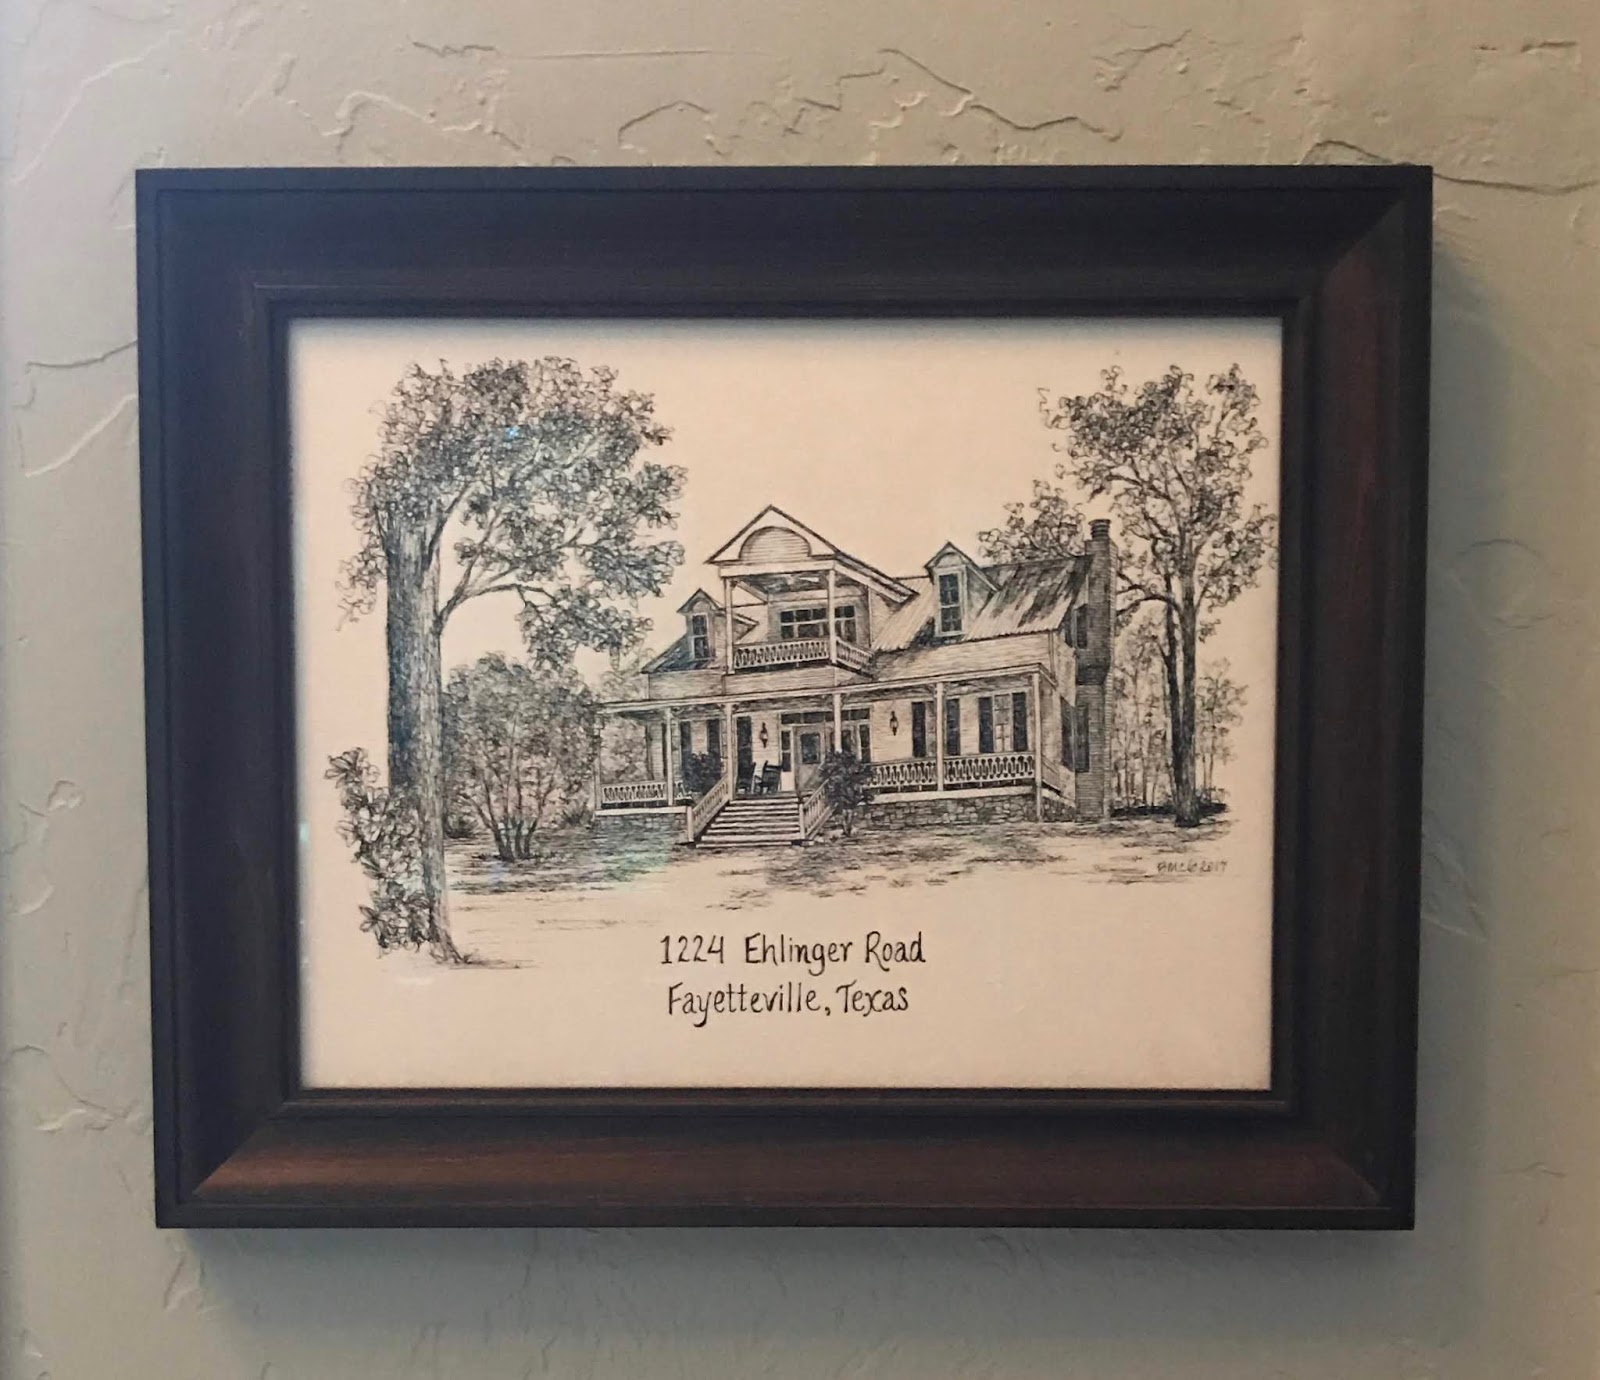 1224 Ehlinger Road
Fayetteville, Texas